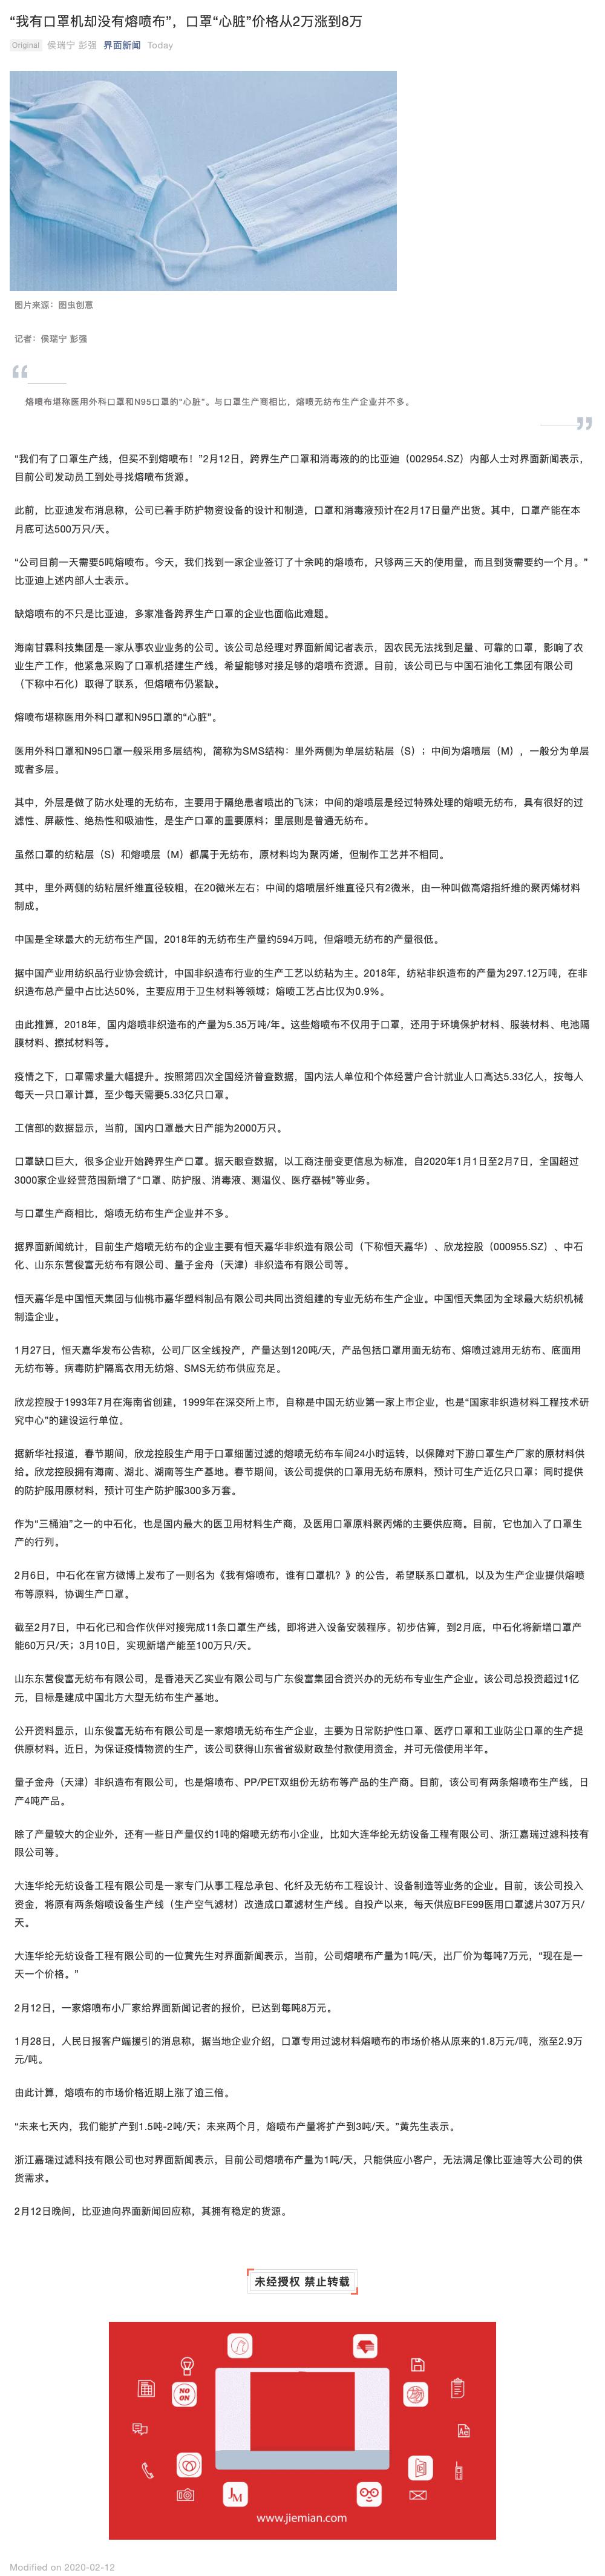 “我有口罩机却没有熔喷布”，口罩“心脏”价格从2万涨到8万
Original 侯瑞宁 彭强 界面新闻 Today
图片来源：图虫创意
记者：侯瑞宁 彭强
“
熔喷布堪称医用外科口罩和N95口罩的“心脏”。与口罩生产商相比，熔喷无纺布生产企业并不多。
”
“我们有了口罩生产线，但买不到熔喷布！”2月12日，跨界生产口罩和消毒液的的比亚迪（002954.SZ）内部人士对界面新闻表示，
目前公司发动员工到处寻找熔喷布货源。
此前，比亚迪发布消息称，公司已着手防护物资设备的设计和制造，口罩和消毒液预计在2月17日量产出货。其中，口罩产能在本
月底可达500万只/天。
“公司目前一天需要5吨熔喷布。今天，我们找到一家企业签订了十余吨的熔喷布，只够两三天的使用量，而且到货需要约一个月。”
比亚迪上述内部人士表示。
缺熔喷布的不只是比亚迪，多家准备跨界生产口罩的企业也面临此难题。
海南甘霖科技集团是一家从事农业业务的公司。该公司总经理对界面新闻记者表示，因农民无法找到足量、可靠的口罩，影响了农
业生产工作，他紧急采购了口罩机搭建生产线，希望能够对接足够的熔喷布资源。目前，该公司已与中国石油化工集团有限公司
（下称中石化）取得了联系，但熔喷布仍紧缺。
熔喷布堪称医用外科口罩和N95口罩的“心脏”。
医用外科口罩和N95口罩一般采用多层结构，简称为SMS结构：里外两侧为单层纺粘层（S）；中间为熔喷层（M），一般分为单层
或者多层。
其中，外层是做了防水处理的无纺布，主要用于隔绝患者喷出的飞沫；中间的熔喷层是经过特殊处理的熔喷无纺布，具有很好的过
滤性、屏蔽性、绝热性和吸油性，是生产口罩的重要原料；里层则是普通无纺布。
虽然口罩的纺粘层（S）和熔喷层（M）都属于无纺布，原材料均为聚丙烯，但制作工艺并不相同。
其中，里外两侧的纺粘层纤维直径较粗，在20微米左右；中间的熔喷层纤维直径只有2微米，由一种叫做高熔指纤维的聚丙烯材料
制成。
中国是全球最大的无纺布生产国，2018年的无纺布生产量约594万吨，但熔喷无纺布的产量很低。
据中国产业用纺织品行业协会统计，中国非织造布行业的生产工艺以纺粘为主。2018年，纺粘非织造布的产量为297.12万吨，在非
织造布总产量中占比达50%，主要应用于卫生材料等领域；熔喷工艺占比仅为0.9%。
由此推算，2018年，国内熔喷非织造布的产量为5.35万吨/年。这些熔喷布不仅用于口罩，还用于环境保护材料、服装材料、电池隔
膜材料、擦拭材料等。
疫情之下，口罩需求量大幅提升。按照第四次全国经济普查数据，国内法人单位和个体经营户合计就业人口高达5.33亿人，按每人
每天一只口罩计算，至少每天需要5.33亿只口罩。
工信部的数据显示，当前，国内口罩最大日产能为2000万只。
口罩缺口巨大，很多企业开始跨界生产口罩。据天眼查数据，以工商注册变更信息为标准，自2020年1月1日至2月7日，全国超过
3000家企业经营范围新增了“口罩、防护服、消毒液、测温仪、医疗器械”等业务。
与口罩生产商相比，熔喷无纺布生产企业并不多。
据界面新闻统计，目前生产熔喷无纺布的企业主要有恒天嘉华非织造有限公司（下称恒天嘉华）、欣龙控股（000955.SZ）、中石
化、山东东营俊富无纺布有限公司、量子金舟（天津）非织造布有限公司等。
恒天嘉华是中国恒天集团与仙桃市嘉华塑料制品有限公司共同出资组建的专业无纺布生产企业。中国恒天集团为全球最大纺织机械
制造企业。
1月27日，恒天嘉华发布公告称，公司厂区全线投产，产量达到120吨/天，产品包括口罩用面无纺布、熔喷过滤用无纺布、底面用
无纺布等。病毒防护隔离衣用无纺熔、SMS无纺布供应充足。
欣龙控股于1993年7月在海南省创建，1999年在深交所上市，自称是中国无纺业第一家上市企业，也是“国家非织造材料工程技术研
究中心”的建设运行单位。
据新华社报道，春节期间，欣龙控股生产用于口罩细菌过滤的熔喷无纺布车间24小时运转，以保障对下游口罩生产厂家的原材料供
给。欣龙控股拥有海南、湖北、湖南等生产基地。春节期间，该公司提供的口罩用无纺布原料，预计可生产近亿只口罩；同时提供
的防护服用原材料，预计可生产防护服300多万套。
作为“三桶油”之一的中石化，也是国内最大的医卫用材料生产商，及医用口罩原料聚丙烯的主要供应商。目前，它也加入了口罩生
产的行列。
2月6日，中石化在官方微博上发布了一则名为《我有熔喷布，谁有口罩机？》的公告，希望联系口罩机，以及为生产企业提供熔喷
布等原料，协调生产口罩。
截至2月7日，中石化已和合作伙伴对接完成11条口罩生产线，即将进入设备安装程序。初步估算，到2月底，中石化将新增口罩产
能60万只/天；3月10日，实现新增产能至100万只/天。
山东东营俊富无纺布有限公司，是香港天乙实业有限公司与广东俊富集团合资兴办的无纺布专业生产企业。该公司总投资超过1亿
元，目标是建成中国北方大型无纺布生产基地。
公开资料显示，山东俊富无纺布有限公司是一家熔喷无纺布生产企业，主要为日常防护性口罩、医疗口罩和工业防尘口罩的生产提
供原材料。近日，为保证疫情物资的生产，该公司获得山东省省级财政垫付款使用资金，并可无偿使用半年。
量子金舟（天津）非织造布有限公司，也是熔喷布、PP/PET双组份无纺布等产品的生产商。目前，该公司有两条熔喷布生产线，日
产4吨产品。
除了产量较大的企业外，还有一些日产量仅约1吨的熔喷无纺布小企业，比如大连华纶无纺设备工程有限公司、浙江嘉瑞过滤科技有
限公司等。
大连华纶无纺设备工程有限公司是一家专门从事工程总承包、化纤及无纺布工程设计、设备制造等业务的企业。目前，该公司投入
资金，将原有两条熔喷设备生产线（生产空气滤材）改造成口罩滤材生产线。自投产以来，每天供应BFE99医用口罩滤片307万只/
天。
大连华纶无纺设备工程有限公司的一位黄先生对界面新闻表示，当前，公司熔喷布产量为1吨/天，出厂价为每吨7万元，“现在是一
天一个价格。”
2月12日，一家熔喷布小厂家给界面新闻记者的报价，已达到每吨8万元。
1月28日，人民日报客户端援引的消息称，据当地企业介绍，口罩专用过滤材料熔喷布的市场价格从原来的1.8万元/吨，涨至2.9万
元/吨。
由此计算，熔喷布的市场价格近期上涨了逾三倍。
“未来七天内，我们能扩产到1.5吨-2吨/天；未来两个月，熔喷布产量将扩产到3吨/天。”黄先生表示。
浙江嘉瑞过滤科技有限公司也对界面新闻表示，目前公司熔喷布产量为1吨/天，只能供应小客户，无法满足像比亚迪等大公司的供
货需求。
2月12日晚间，比亚迪向界面新闻回应称，其拥有稳定的货源。
未经授权 禁止转载
NO
ON
Ae
JM
www.jiemian.com
Modified on 2020-02-12